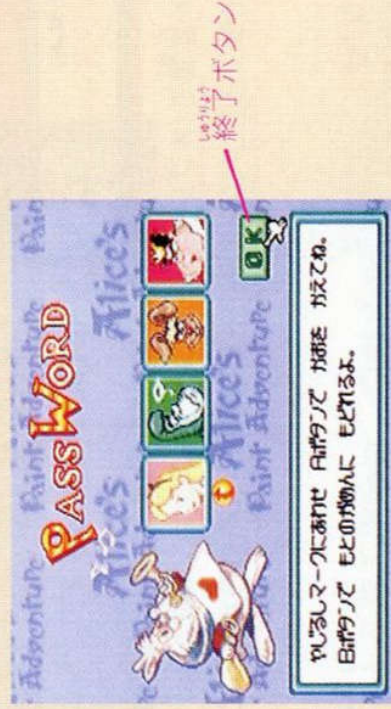 PASSWORD
Alice's Paint Adventure
OK
しゅうりょう
終了ボタン
やじるしマークにあわせ Aボタンで かおを かえてね。
Bボタンで もとのがめんに もどれるよ。